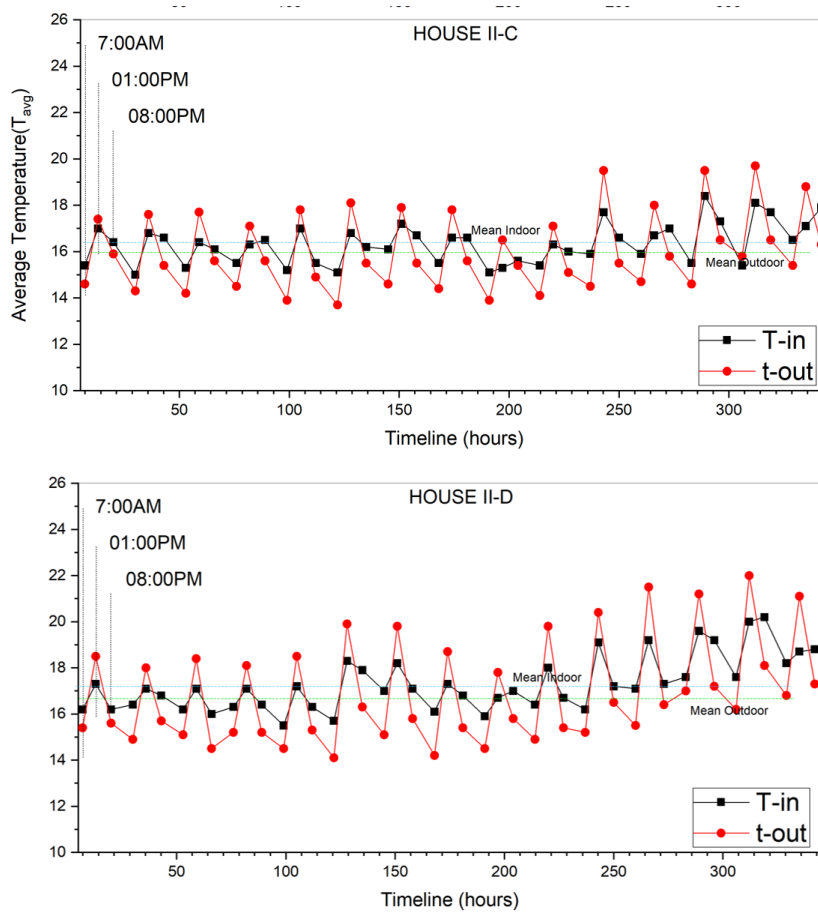 HOUSE II-C
26
24
22
20
18
16
14
12
10
Average Temperature(Tavg)
7:00AM
01:00PM
08:00PM
Mean Indoor
Mean Outdoor
T-in
t-out
50
100
150
200
250
300
Timeline (hours)
HOUSE II-D
26
24
22
20
18
16
14
12
10
7:00AM
01:00PM
08:00PM
Mean Indoor
Mean Outdoor
T-in
t-out
50
100
150
200
250
300
Timeline (hours)